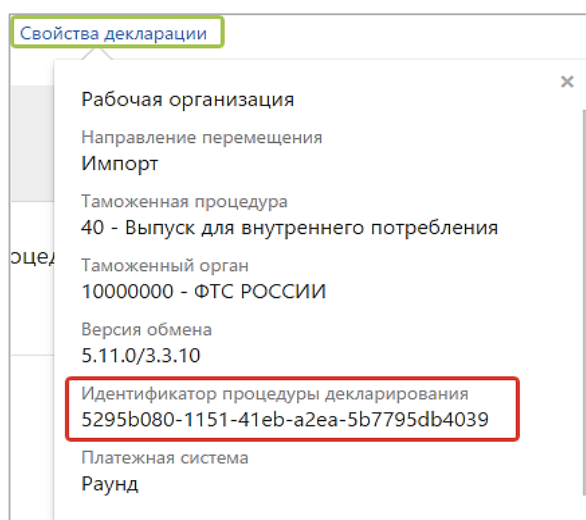 Свойства декларации
×
Рабочая организация
Направление перемещения
Импорт
Таможенная процедура
40 - Выпуск для внутреннего потребления
Таможенный орган
10000000 - ФТС РОССИИ
Версия обмена
5.11.0/3.3.10
Идентификатор процедуры декларирования
5295b080-1151-41eb-a2ea-5b7795db4039
Платежная система
Раунд